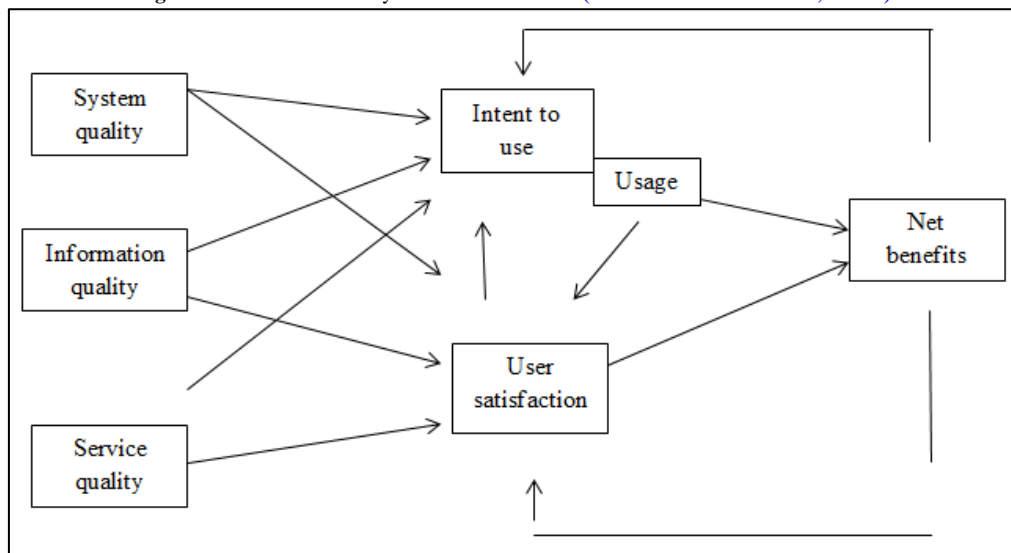 System
quality
Intent to
use
Usage
Net
benefits
Information
quality
User
satisfaction
Service
quality